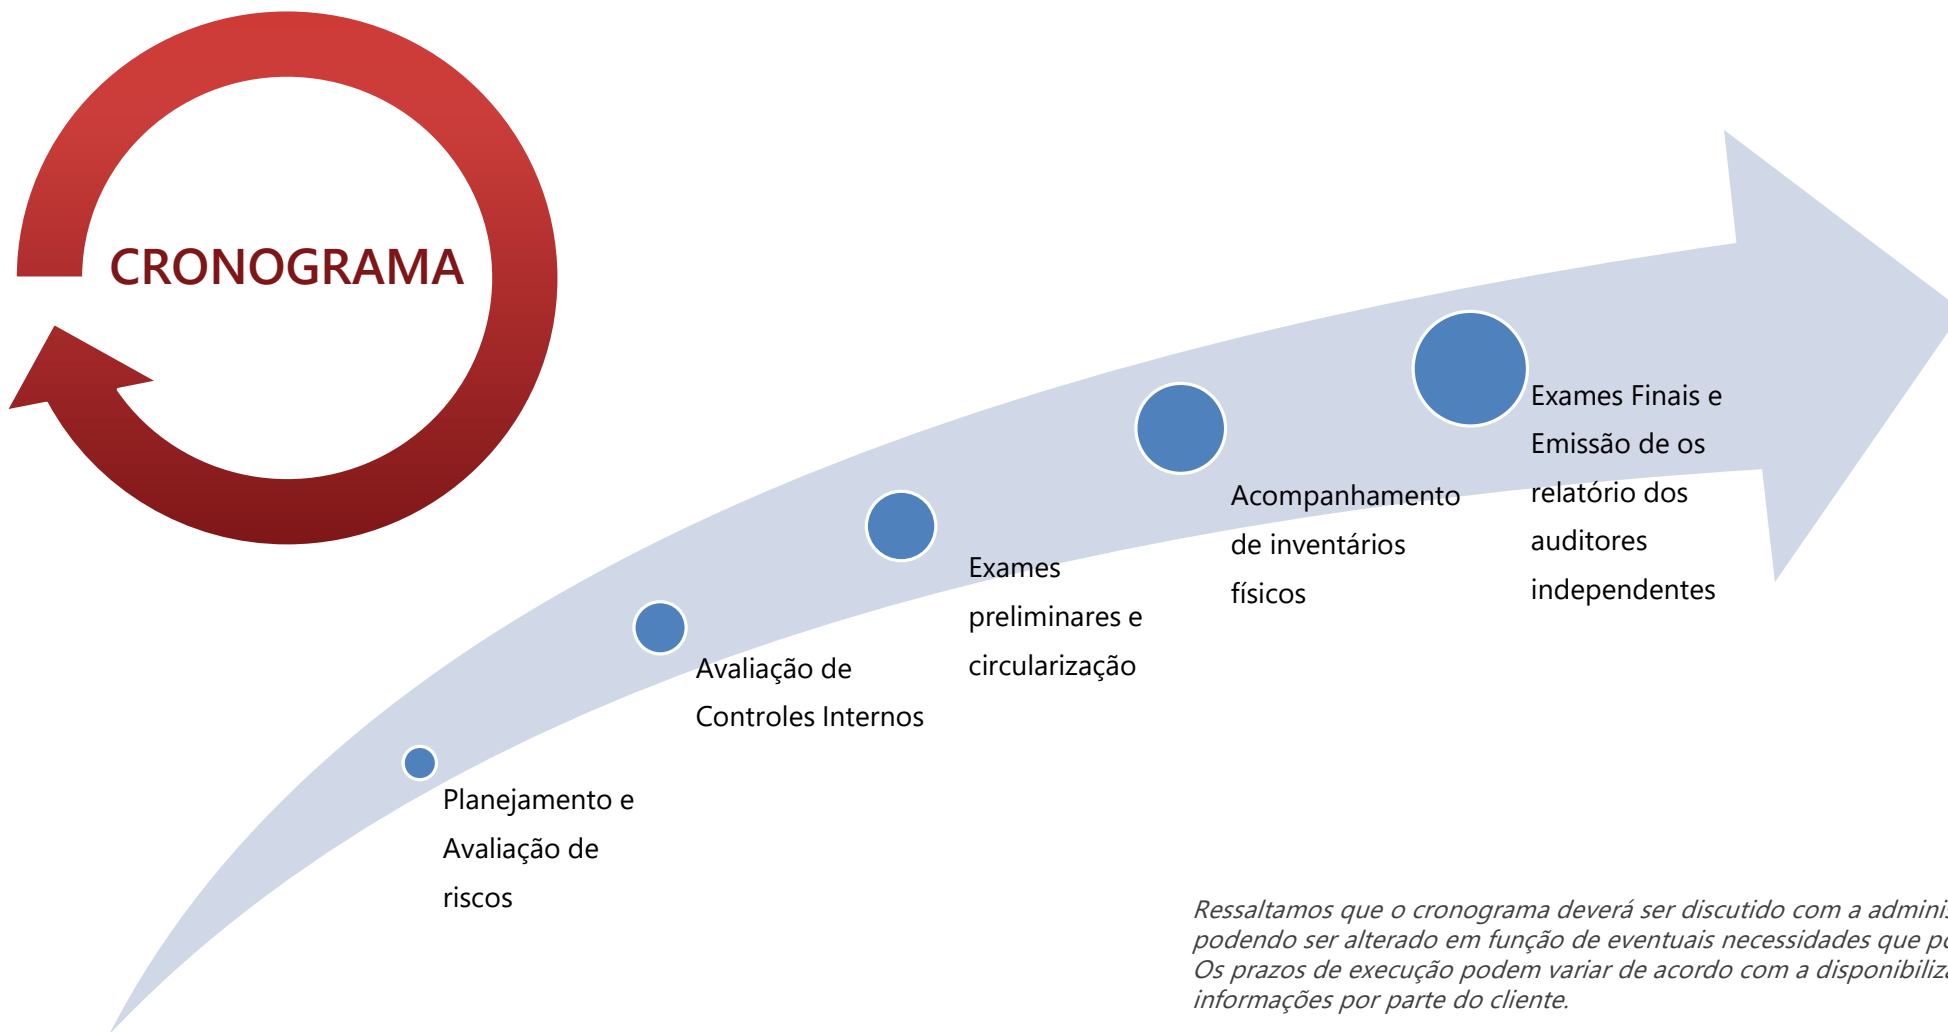 CRONOGRAMA
Planejamento e
Avaliação de
riscos
Avaliação de
Controles Internos
Exames
preliminares e
circularização
Acompanhamento
de inventários
físicos
Exames Finais e
Emissão de os
relatório dos
auditores
independentes
Ressaltamos que o cronograma deverá ser discutido com a
podendo ser alterado em função de eventuais necessidades que
Os prazos de execução podem variar de acordo com a
informações por parte do cliente.